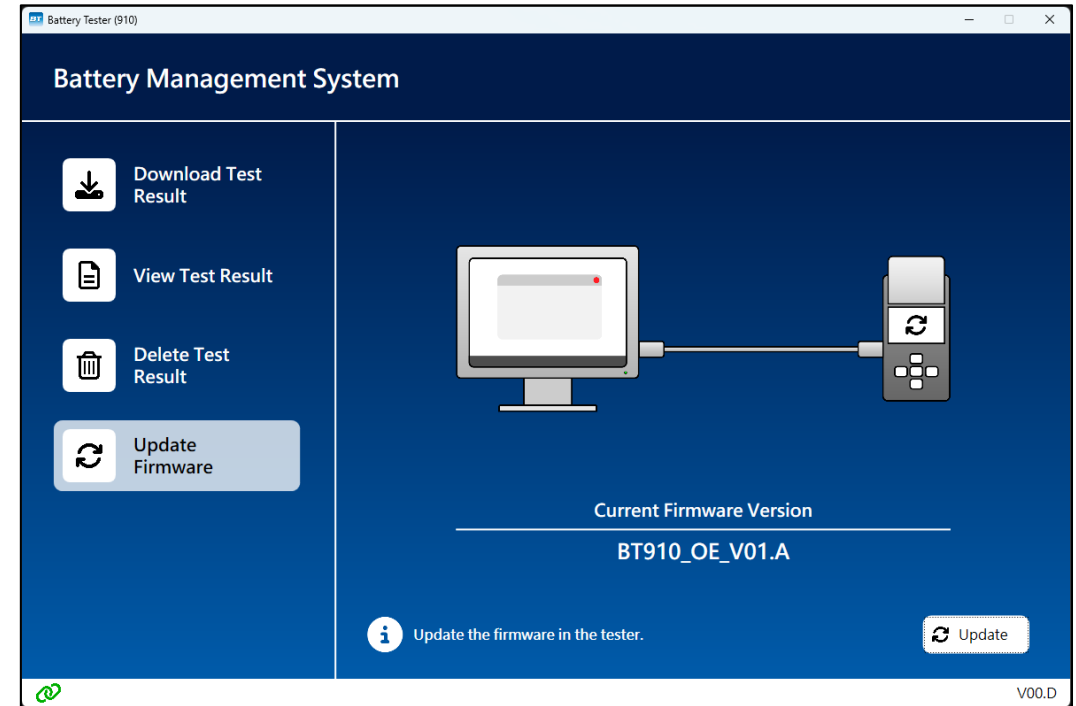 BT Battery Tester (910)
Battery Management System
Download Test
Result
View Test Result
Delete Test
Result
Update
Firmware
Current Firmware Version
BT910_OE_V01.A
i Update the firmware in the tester.
Update
V00.D